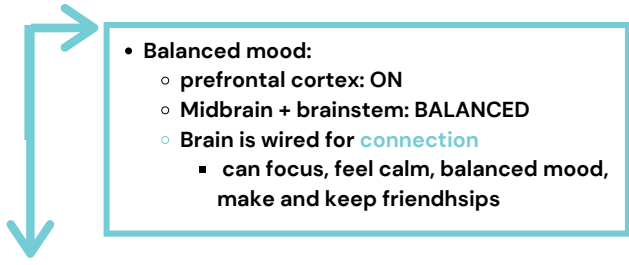 Balanced mood:
prefrontal cortex: ON
Midbrain + brainstem: BALANCED
Brain is wired for connection
can focus, feel calm, balanced mood,
make and keep friendhsips